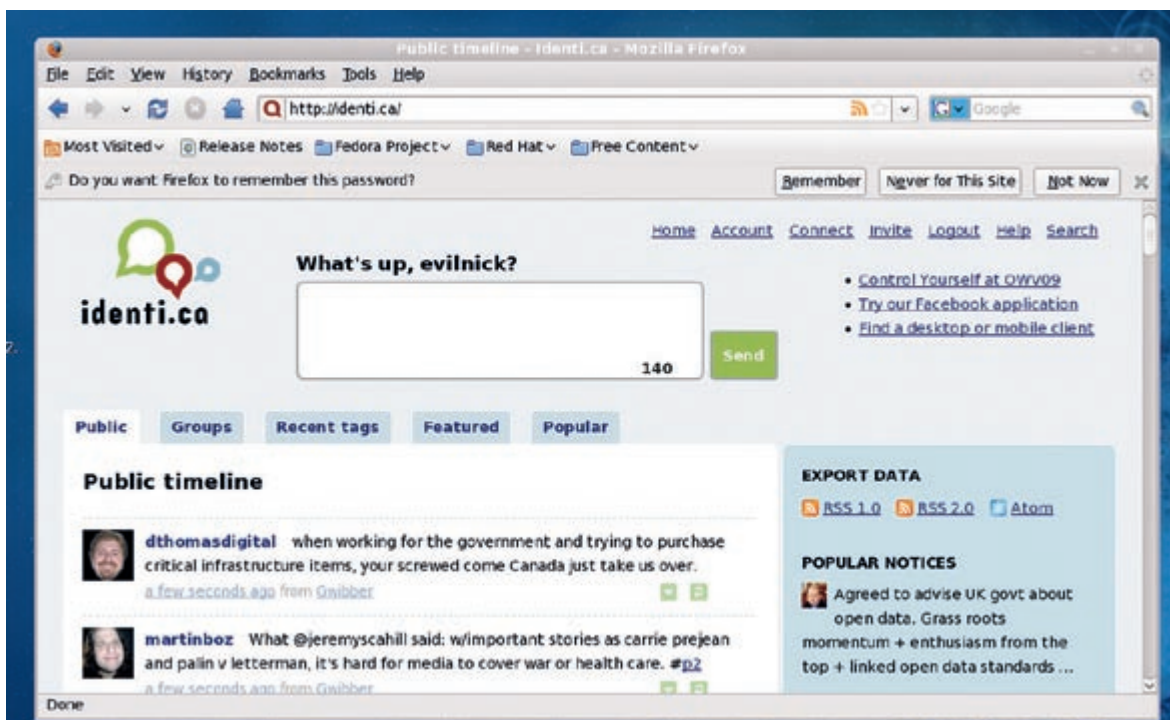 Public timeline - Identi.ca - Mozilla Firefox
File Edit View History Bookmarks Tools Help
http://identi.ca/
Google
Most Visited Release Notes Fedora Project Red Hat Free Content
Do you want Firefox to remember this password?
Remember Never for This Site Not Now
Home Account Connect Invite Logout Help Search
identi.ca
What's up, evilnick?
140
Send
Control Yourself at OWV09
Try our Facebook application
Find a desktop or mobile client
Public Groups Recent tags Featured Popular
Public timeline
dthomasdigital when working for the government and trying to purchase
critical infrastructure items, your screwed come Canada just take us over.
a few seconds ago from Gwibber
martinboz What @jeremyscahill said: w/important stories as carrie prejean
and palin v letterman, it's hard for media to cover war or health care. #p2
a few seconds ago from Gwibber
EXPORT DATA
RSS 1.0 RSS 2.0 Atom
POPULAR NOTICES
Agreed to advise UK govt about
open data. Grass roots
momentum + enthusiasm from the
top + linked open data standards ...
Done